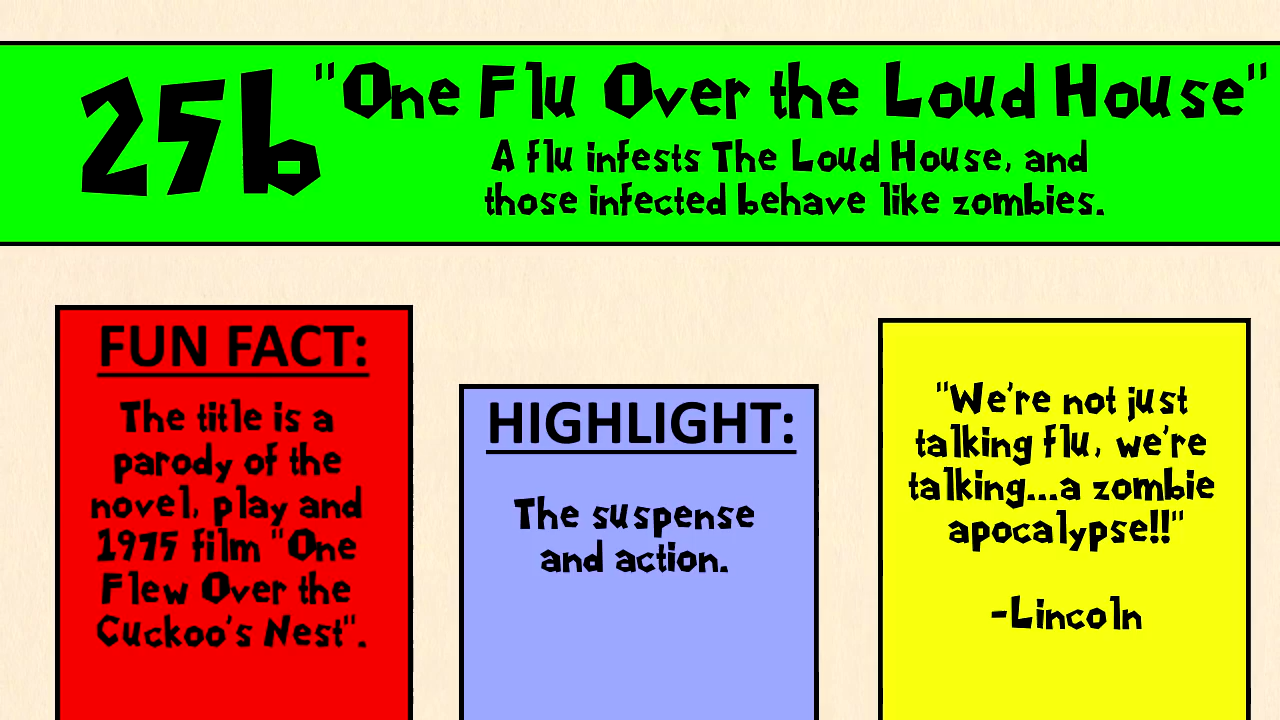 25b
"One Flu Over the Loud House"
A flu infests The Loud House, and
those infected behave like zombies.
FUN FACT:
The title is a
parody of the
novel, play and
1975 film "One
Flew Over the
Cuckoo's Nest".
HIGHLIGHT:
The suspense
and action.
"We're not just
talking flu, we're
talking...a zombie
apocalypse!!"
-Lincoln